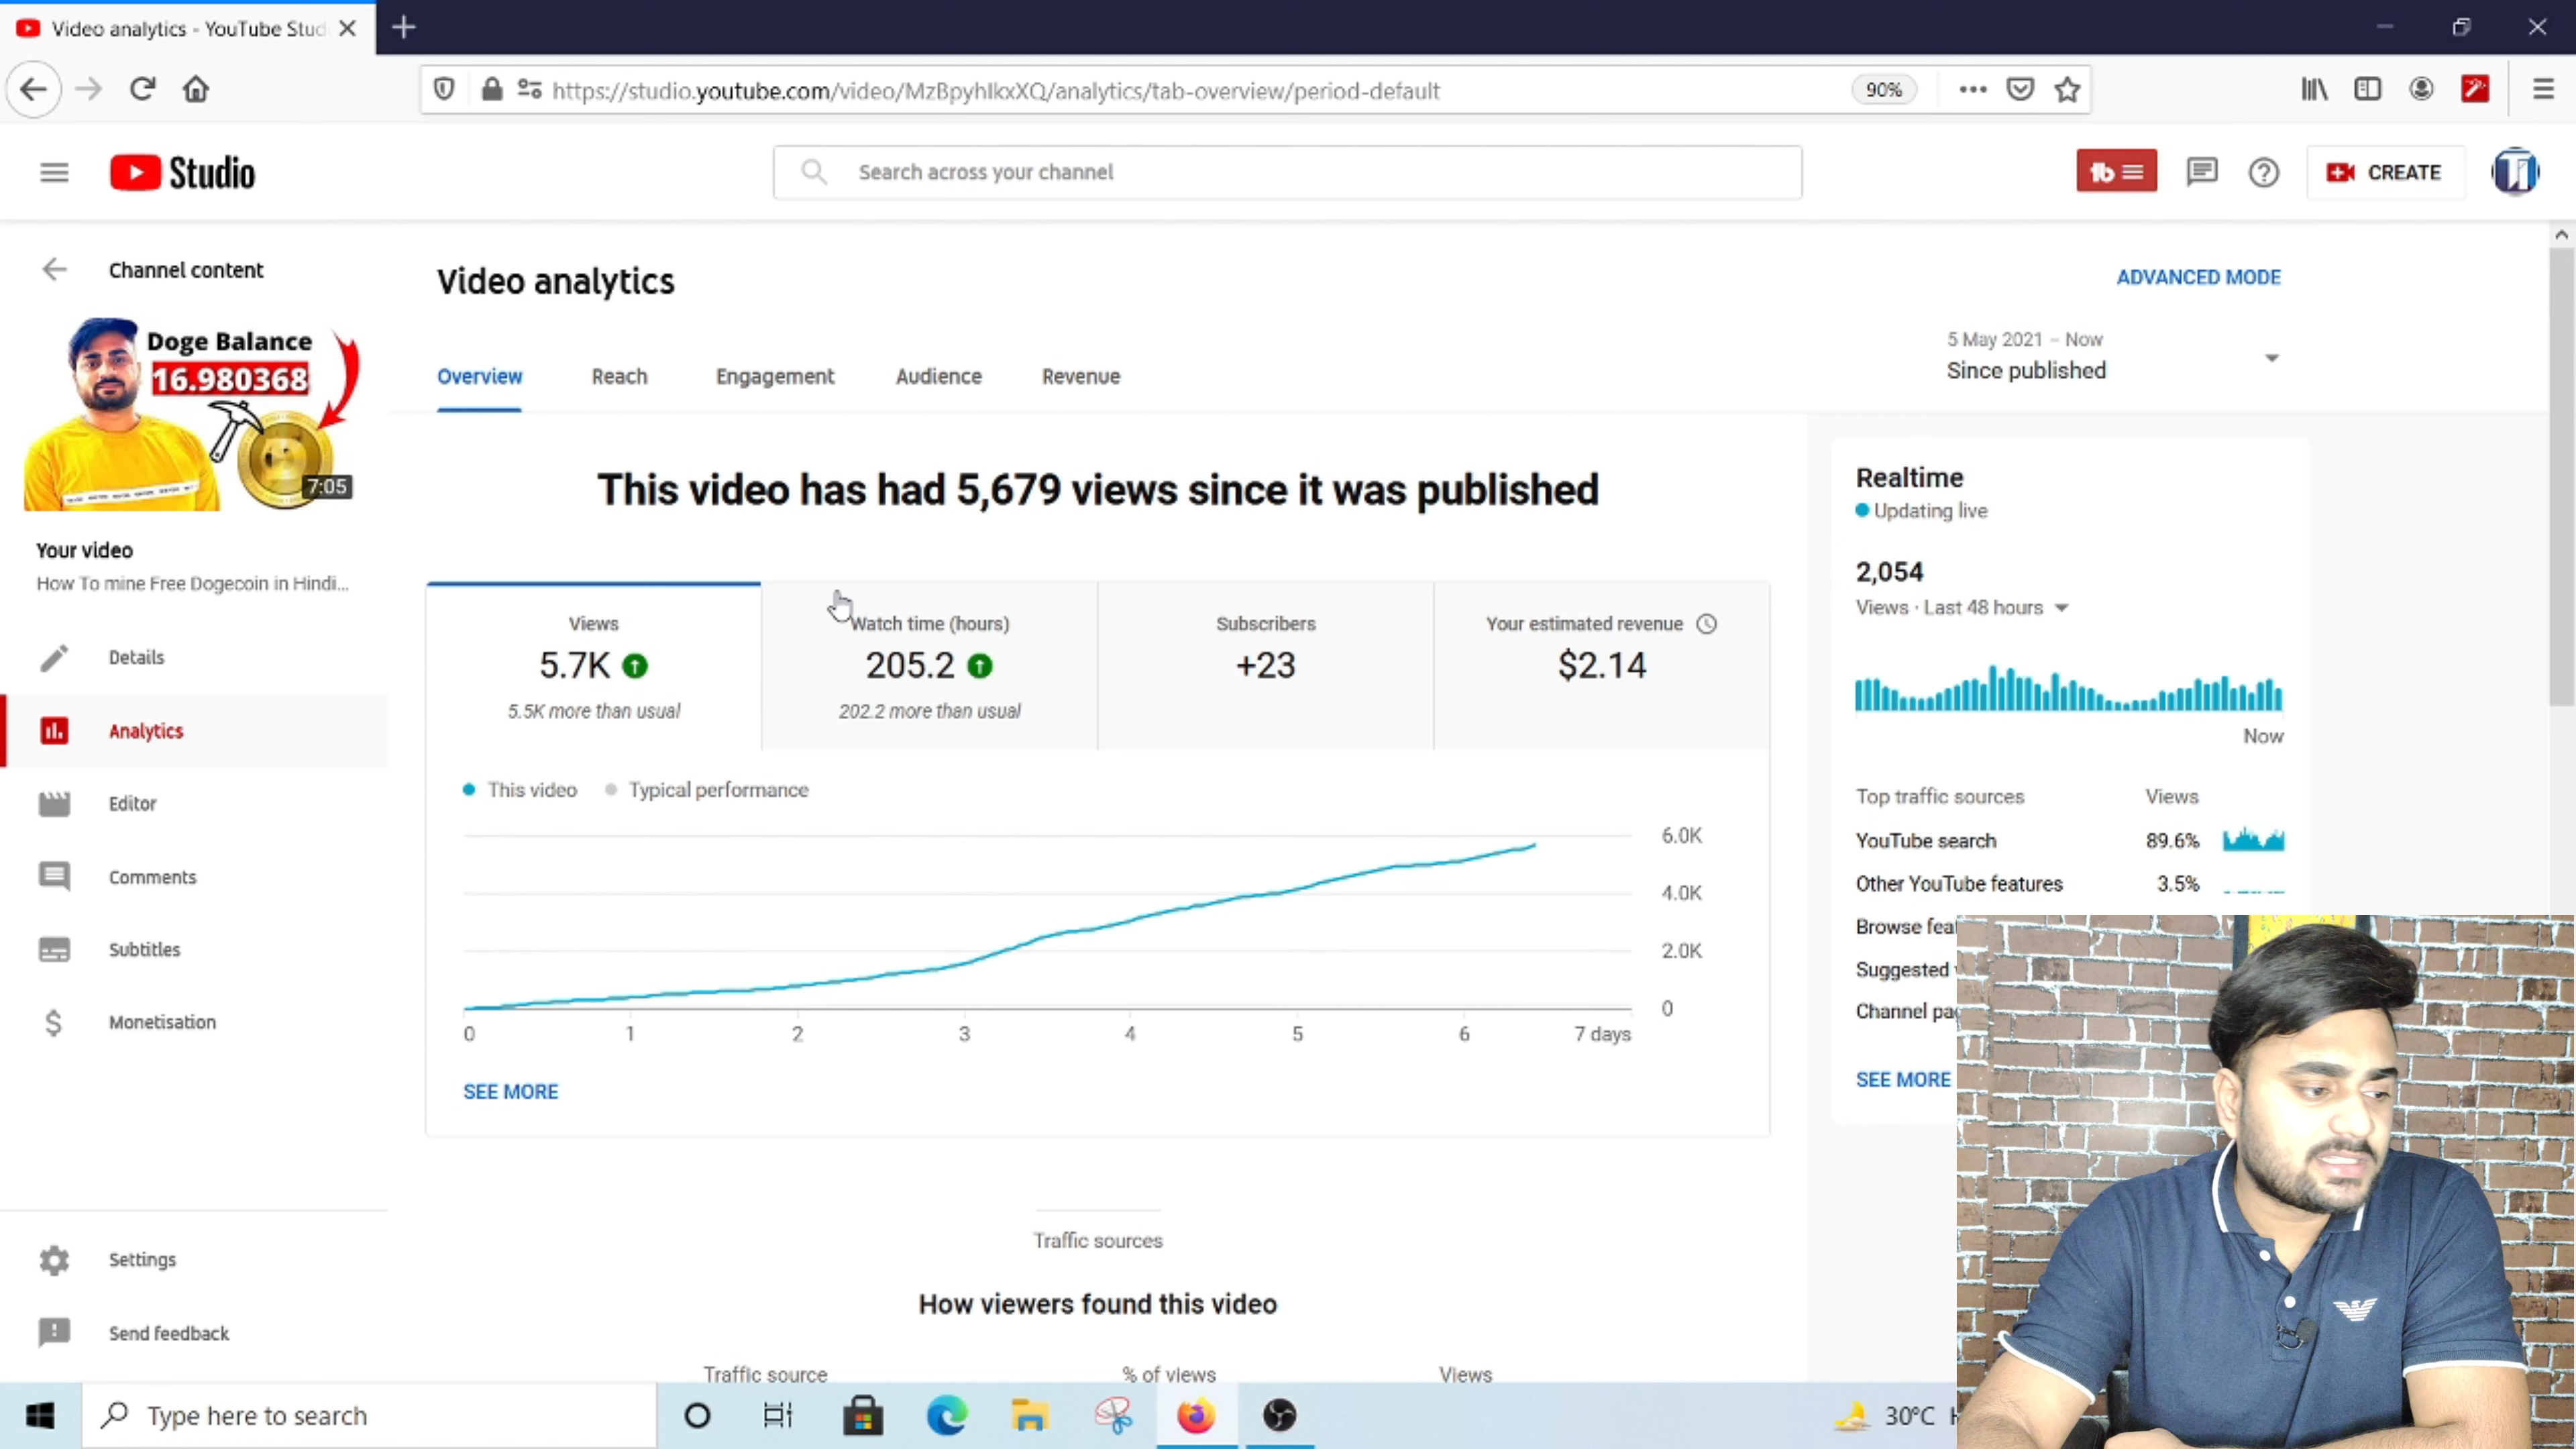 Video analytics - YouTube Stud
https://studio.youtube.com/video/MzBpyhIkxXQ/analytics/tab-overview/period-default
90%
Studio
Search across your channel
CREATE
Channel content
Doge Balance
16.980368
7:05
Your video
How To mine Free Dogecoin in Hindi...
Details
Analytics
Editor
Comments
Subtitles
Monetisation
Settings
Send feedback
Video analytics
ADVANCED MODE
Overview Reach Engagement Audience Revenue
5 May 2021 – Now
Since published
This video has had 5,679 views since it was published
Views
5.7K
5.5K more than usual
Watch time (hours)
205.2
202.2 more than usual
Subscribers
+23
Your estimated revenue
$2.14
This video Typical performance
6.0K
4.0K
2.0K
0
0 1 2 3 4 5 6 7 days
SEE MORE
Traffic sources
How viewers found this video
Traffic source % of views Views
Realtime
Updating live
2,054
Views · Last 48 hours
Now
Top traffic sources Views
YouTube search 89.6%
Other YouTube features 3.5%
Browse fea
Suggested
Channel pa
SEE MORE
Type here to search
30°C